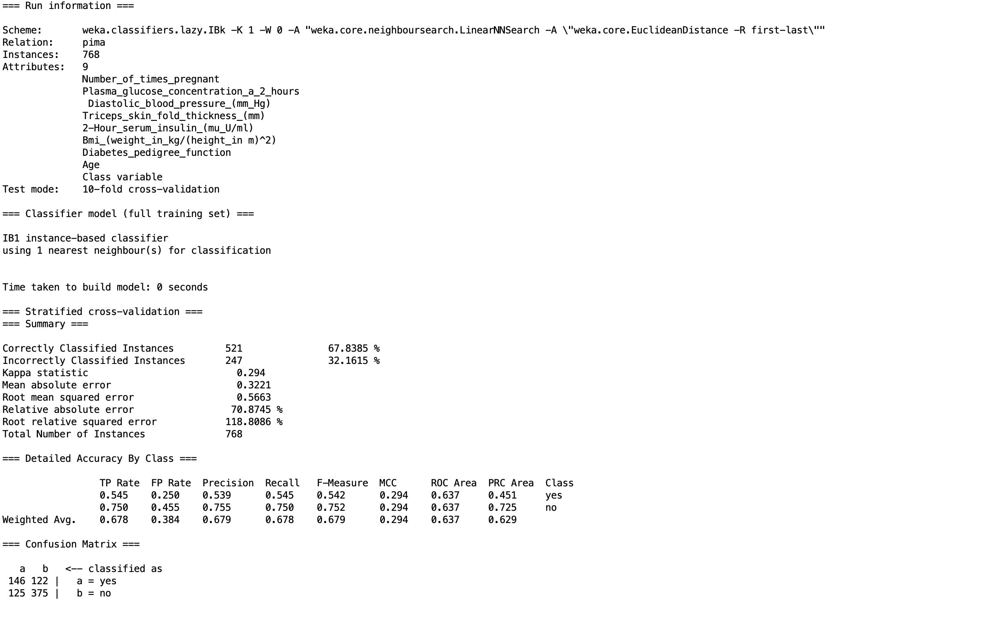 === Run information ===
Scheme: weka.classifiers.lazy.IBk -K 1 -W 0 -A "weka.core.neighboursearch.LinearNNSearch -A \"weka.core.EuclideanDistance -R first-last\""
Relation: pima
Instances: 768
Attributes: 9
Number_of_times_pregnant
Plasma_glucose_concentration_a_2_hours
Diastolic_blood_pressure_(mm_Hg)
Triceps_skin_fold_thickness_(mm)
2-Hour_serum_insulin_(mu_U/ml)
Bmi_(weight_in_kg/(height_in m)^2)
Diabetes_pedigree_function
Age
Class variable
Test mode: 10-fold cross-validation
=== Classifier model (full training set) ===
IB1 instance-based classifier
using 1 nearest neighbour(s) for classification
Time taken to build model: 0 seconds
=== Stratified cross-validation ===
=== Summary ===
Correctly Classified Instances 521 67.8385 %
Incorrectly Classified Instances 247 32.1615 %
Kappa statistic 0.294
Mean absolute error 0.3221
Root mean squared error 0.5663
Relative absolute error 70.8745 %
Root relative squared error 118.8086 %
Total Number of Instances 768
=== Detailed Accuracy By Class ===
TP Rate FP Rate Precision Recall F-Measure MCC ROC Area PRC Area Class
0.545 0.250 0.539 0.545 0.542 0.294 0.637 0.451 yes
0.750 0.455 0.755 0.750 0.752 0.294 0.637 0.725 no
Weighted Avg. 0.678 0.384 0.679 0.678 0.679 0.294 0.637 0.629
=== Confusion Matrix ===
a b <-- classified as
146 122 | a = yes
125 375 | b = no